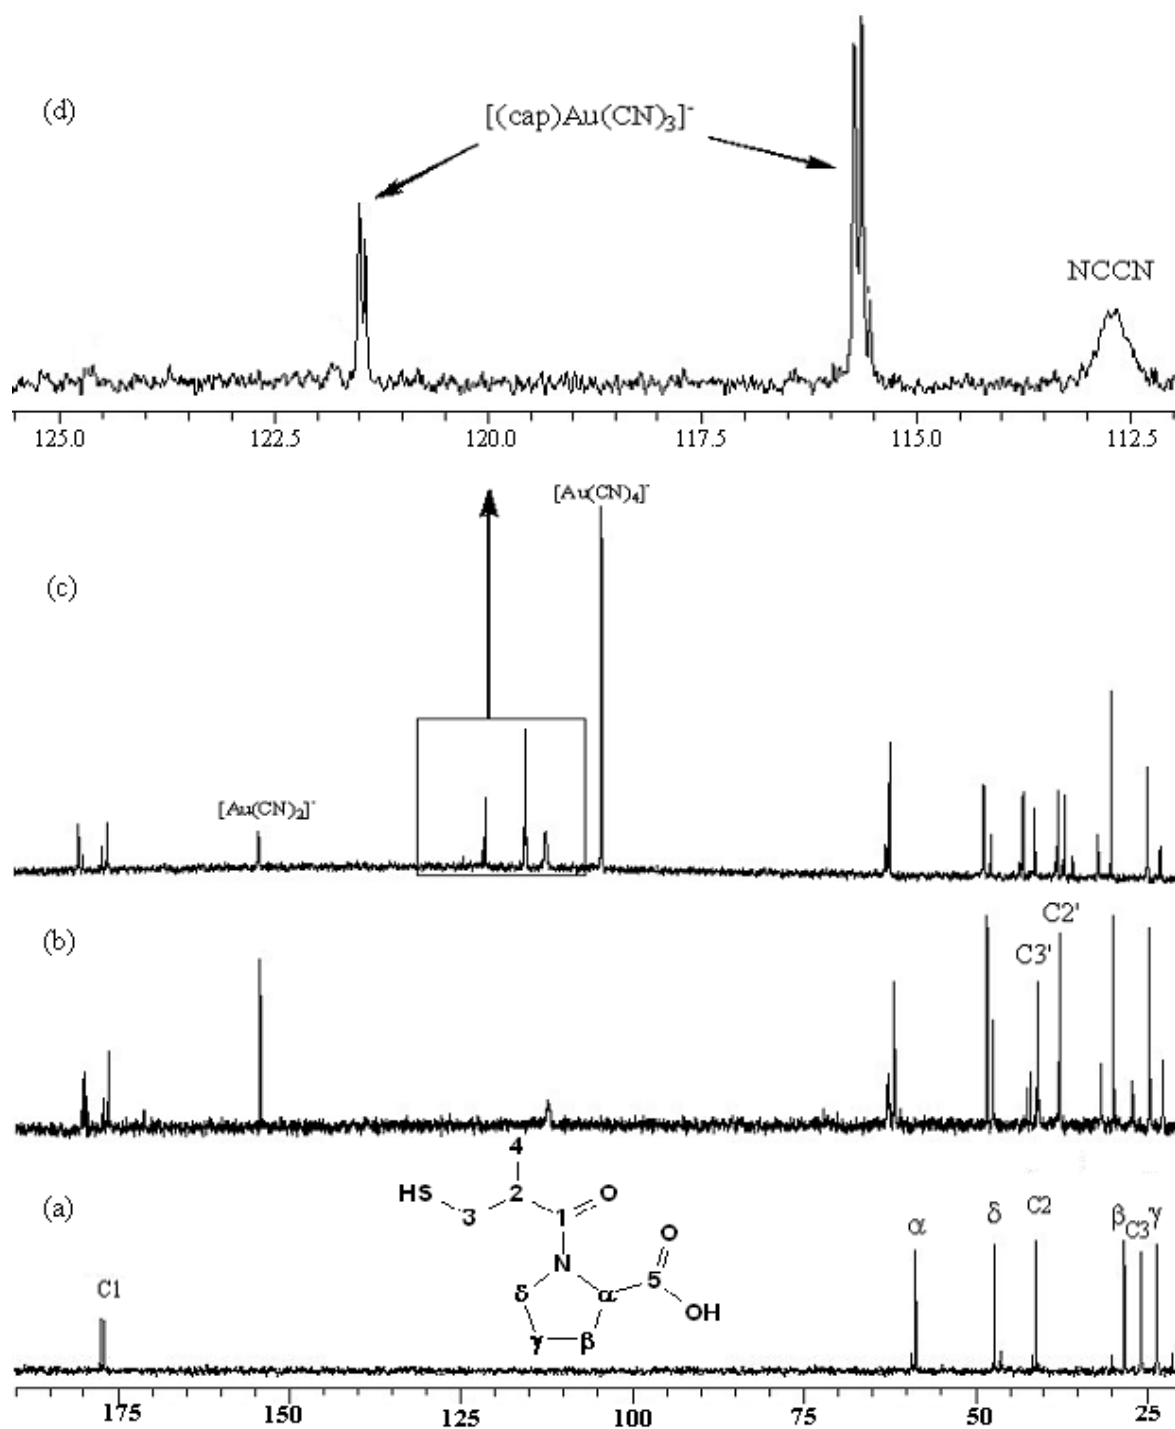 (d)
[(cap)Au(CN)₃]⁻
NCCN
125.0 122.5 120.0 117.5 115.0 112.5
[Au(CN)₄]⁻
(c)
[Au(CN)₂]⁻
(b)
C2'
C3'
4
(a)
HS 2 O
3 1
N
O
5
OH
δ α
γ β
C1
α δ C2 β C3 γ
175 150 125 100 75 50 25